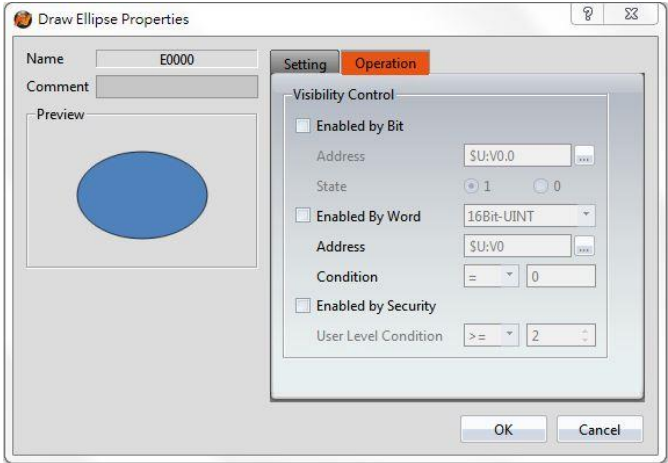 Draw Ellipse Properties
Name E0000
Comment
Preview
Setting Operation
Visibility Control
Enabled by Bit
Address $U:V0.0 ...
State 1 0
Enabled By Word 16Bit-UINT
Address $U:V0 ...
Condition = 0
Enabled by Security
User Level Condition >= 2
OK Cancel